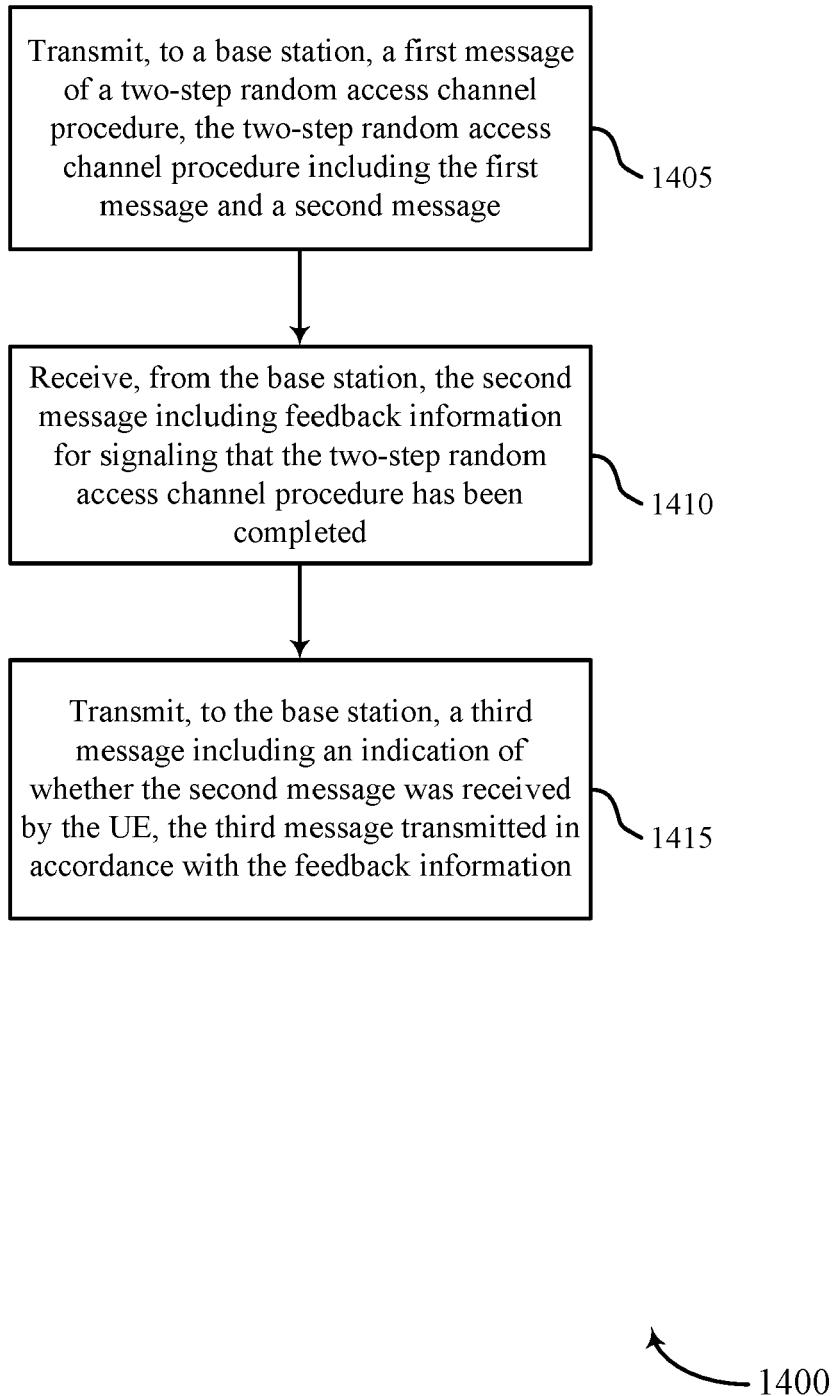 Transmit, to a base station, a first message
of a two-step random access channel
procedure, the two-step random access
channel procedure including the first
message and a second message
1405
Receive, from the base station, the second
message including feedback information
for signaling that the two-step random
access channel procedure has been
completed
1410
Transmit, to the base station, a third
message including an indication of
whether the second message was received
by the UE, the third message transmitted in
accordance with the feedback information
1415
1400